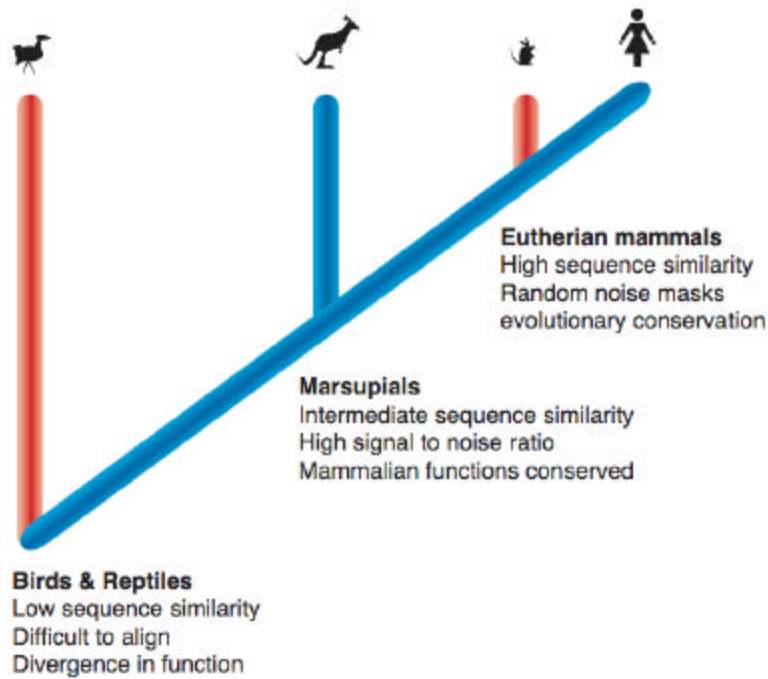 Eutherian mammals
High sequence similarity
Random noise masks
evolutionary conservation
Marsupials
Intermediate sequence similarity
High signal to noise ratio
Mammalian functions conserved
Birds & Reptiles
Low sequence similarity
Difficult to align
Divergence in function